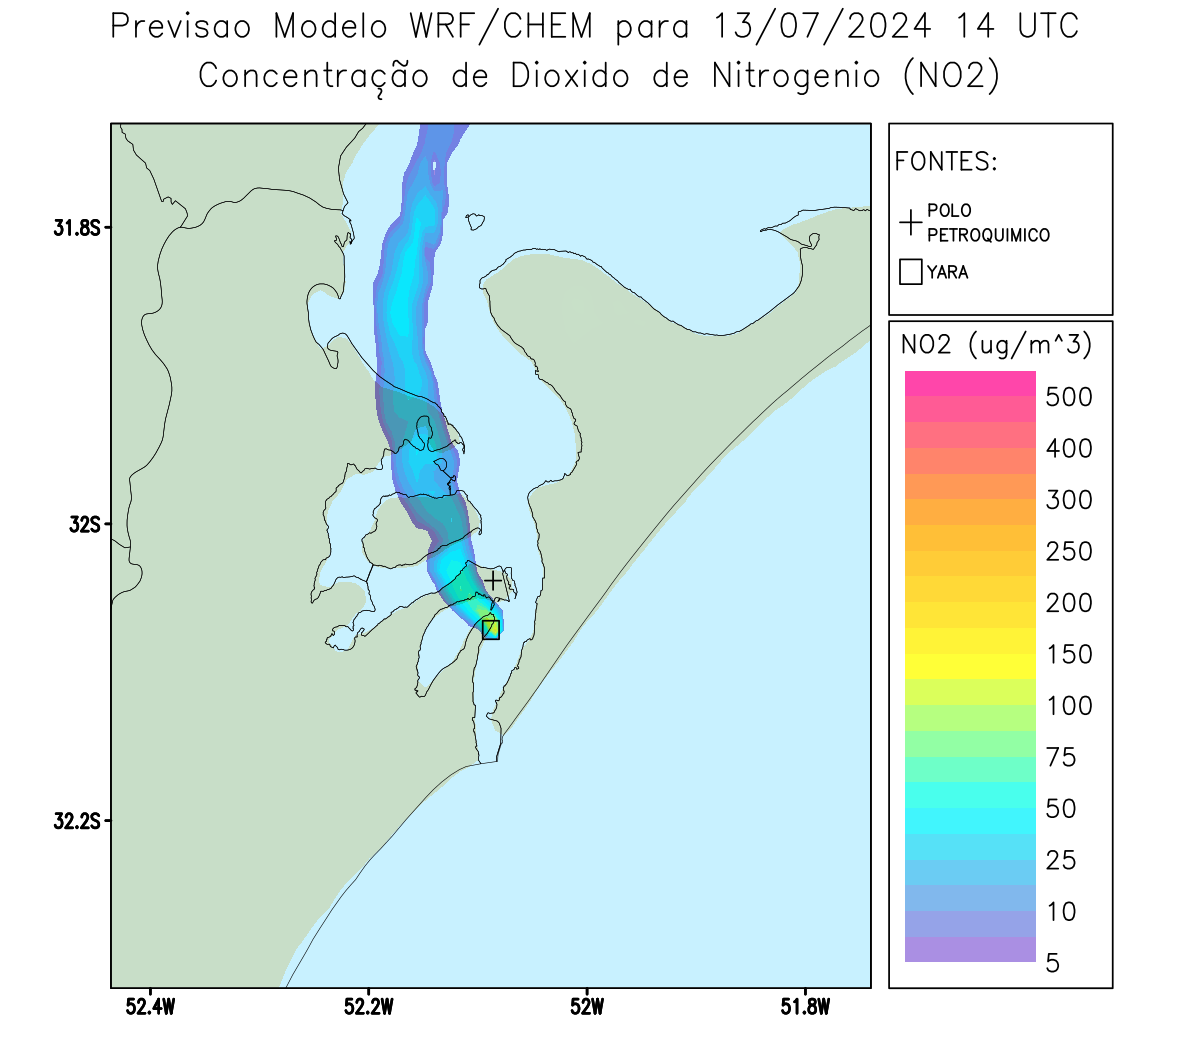 Previsao Modelo WRF/CHEM para 13/07/2024 14 UTC
Concentração de Dioxido de Nitrogenio (NO2)
FONTES:
POLO
PETROQUIMICO
YARA
NO2 (ug/m^3)
500
400
300
250
200
150
100
75
50
25
10
5
31.8S
32S
32.2S
52.4W
52.2W
52W
51.8W